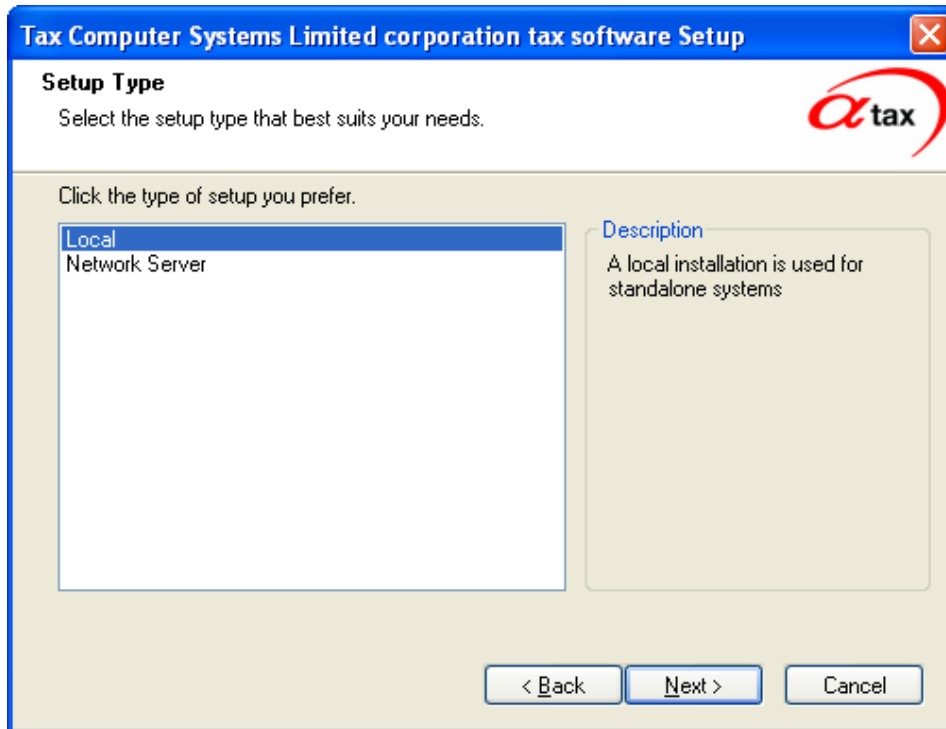 Tax Computer Systems Limited corporation tax software Setup
Setup Type
Select the setup type that best suits your needs.
α tax
Click the type of setup you prefer.
Local
Network Server
Description
A local installation is used for
standalone systems
< Back
Next >
Cancel